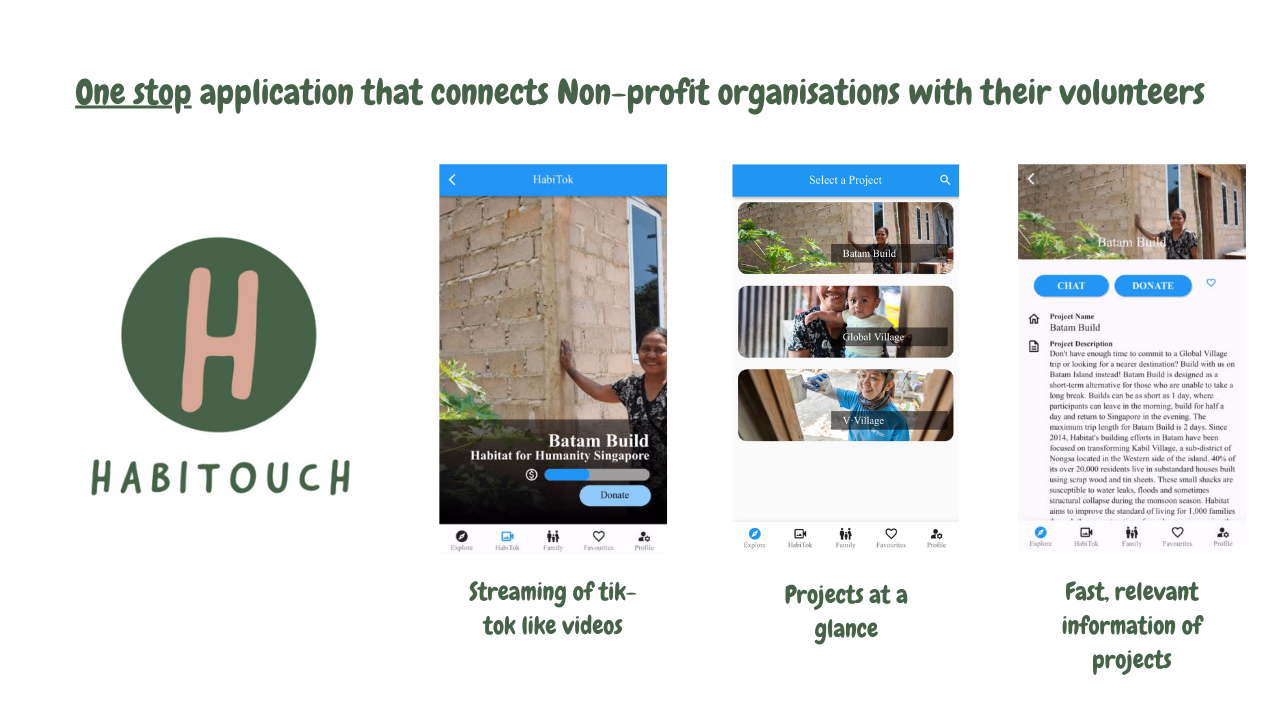 One stop application that connects Non-profit organisations with their volunteers
H
HABITOUCH
HabiTok
Batam Build
Habitat for Humanity Singapore
Donate
Explore
HabiTok
Family
Favourites
Profile
Streaming of tik-
tok like videos
Select a Project
Batam Build
Global Village
V-Village
Explore
HabiTok
Family
Favourites
Profile
Projects at a
glance
Batam Build
CHAT
DONATE
Project Name
Batam Build
Project Description
Don't have enough time to commit to a Global Village
trip or looking for a nearer destination? Build with us on
Batam Island instead! Batam Build is designed as a
short-term alternative for those who are unable to take a
long break. Builds can be as short as 1 day, where
participants can leave in the morning, build for half a
day and return to Singapore in the evening. The
maximum trip length for Batam Build is 2 days. Since
2014, Habitat's building efforts in Batam have been
focused on transforming Kabil Village, a sub-district of
Nongsa located in the Western side of the island. 40% of
its over 20,000 residents live in substandard houses built
using scrap wood and tin sheets. These small shacks are
susceptible to water leaks, floods and sometimes
structural collapse during the monsoon season. Habitat
aims to improve the standard of living for 1,000 families
Explore
HabiTok
Family
Favourites
Profile
Fast, relevant
information of
projects